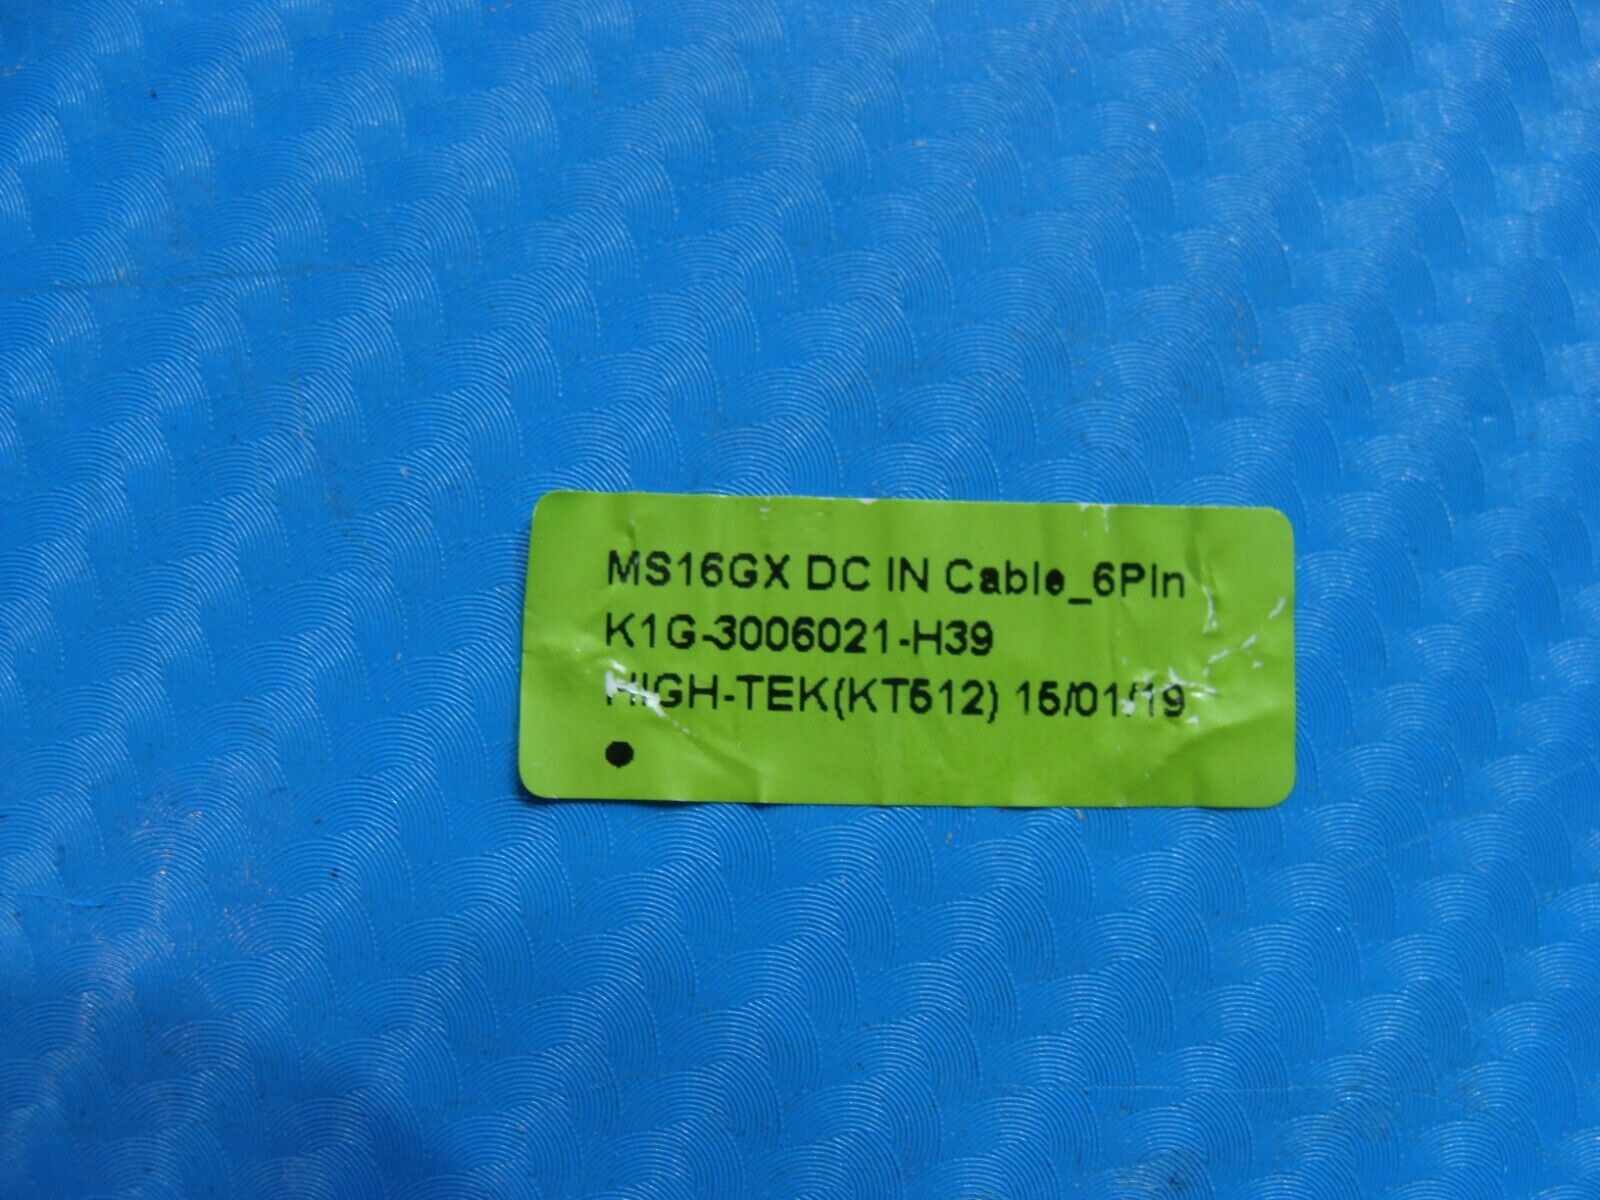 MS16GX DC IN Cable_6Pin
K1G-3006021-H39
HIGH-TEK(KT512) 15/01/19